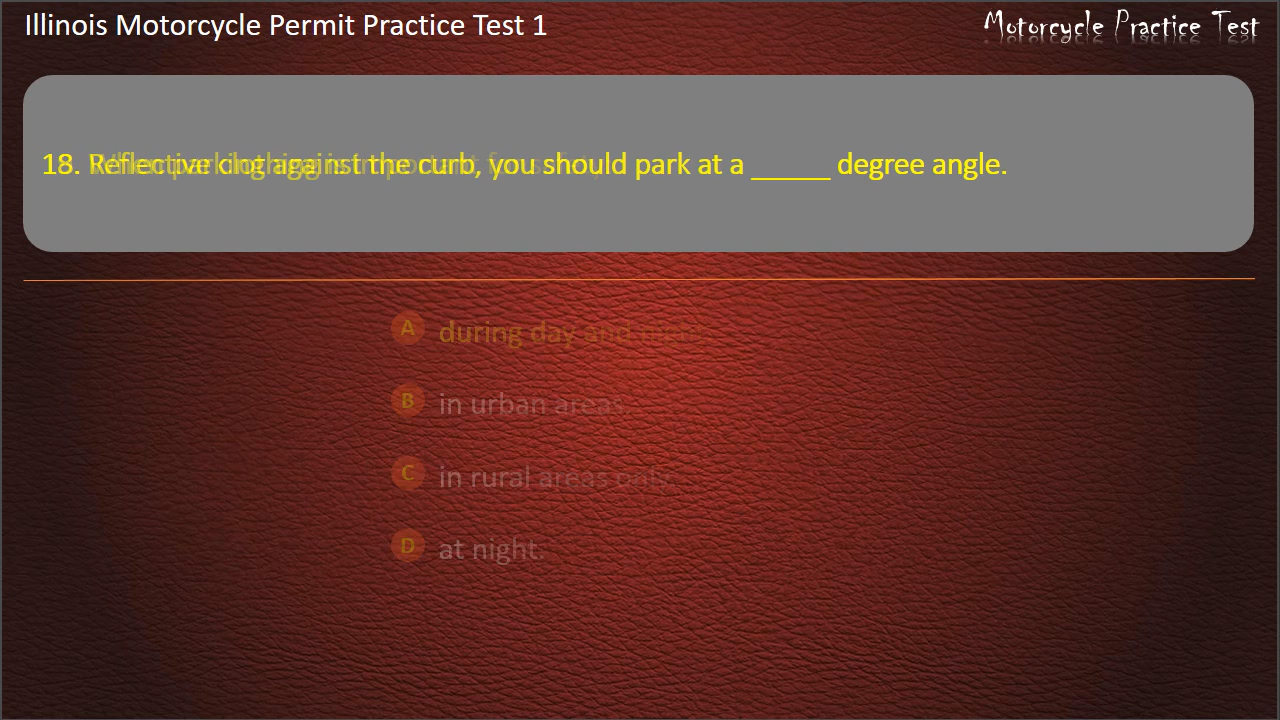 Illinois Motorcycle Permit Practice Test 1
Motorcycle Practice Test
18. Reflective clothing against the curb, you should park at a ______ degree angle.
A during day and night
B in urban areas
C in rural areas only
D at night.